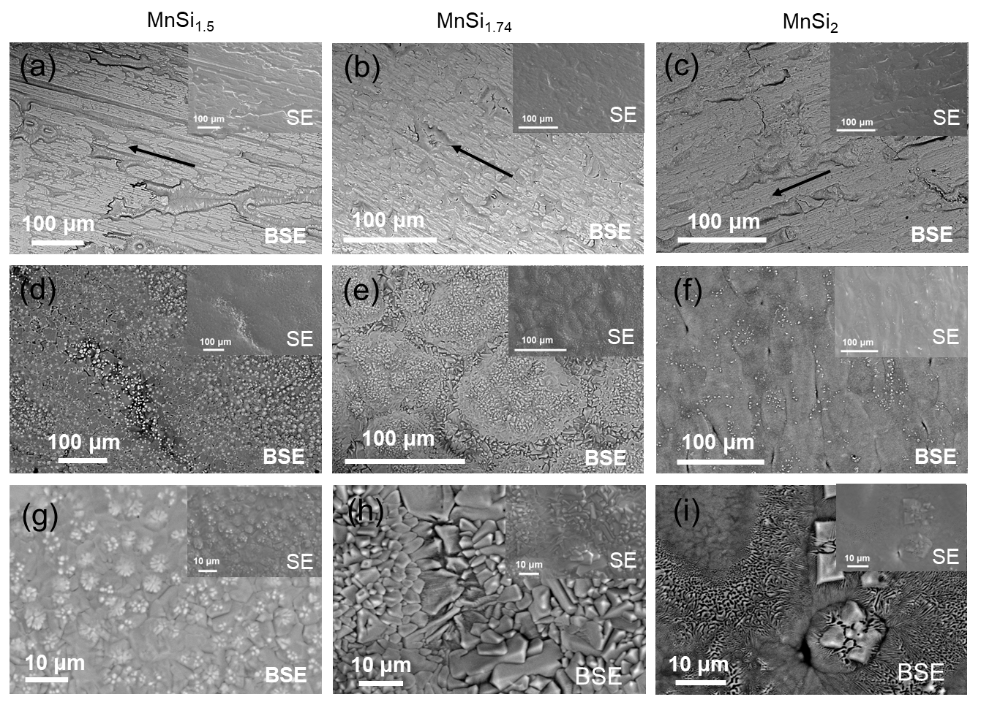 MnSi1.5
MnSi1.74
MnSi2
(a)
100 µm
SE
100 µm
BSE
(b)
100 µm
SE
100 µm
BSE
(c)
100 µm
SE
100 µm
BSE
(d)
100 µm
SE
100 µm
BSE
(e)
100 µm
SE
100 µm
BSE
(f)
100 µm
SE
100 µm
BSE
(g)
10 µm
SE
10 µm
BSE
(h)
10 µm
SE
10 µm
BSE
(i)
10 µm
SE
10 µm
BSE